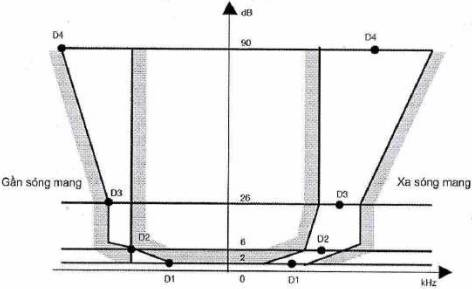 dB
D4
90
D4
Gần sóng mang
Xa sóng mang
D3
26
D3
D2
6
D2
2
D1
0
D1
kHz